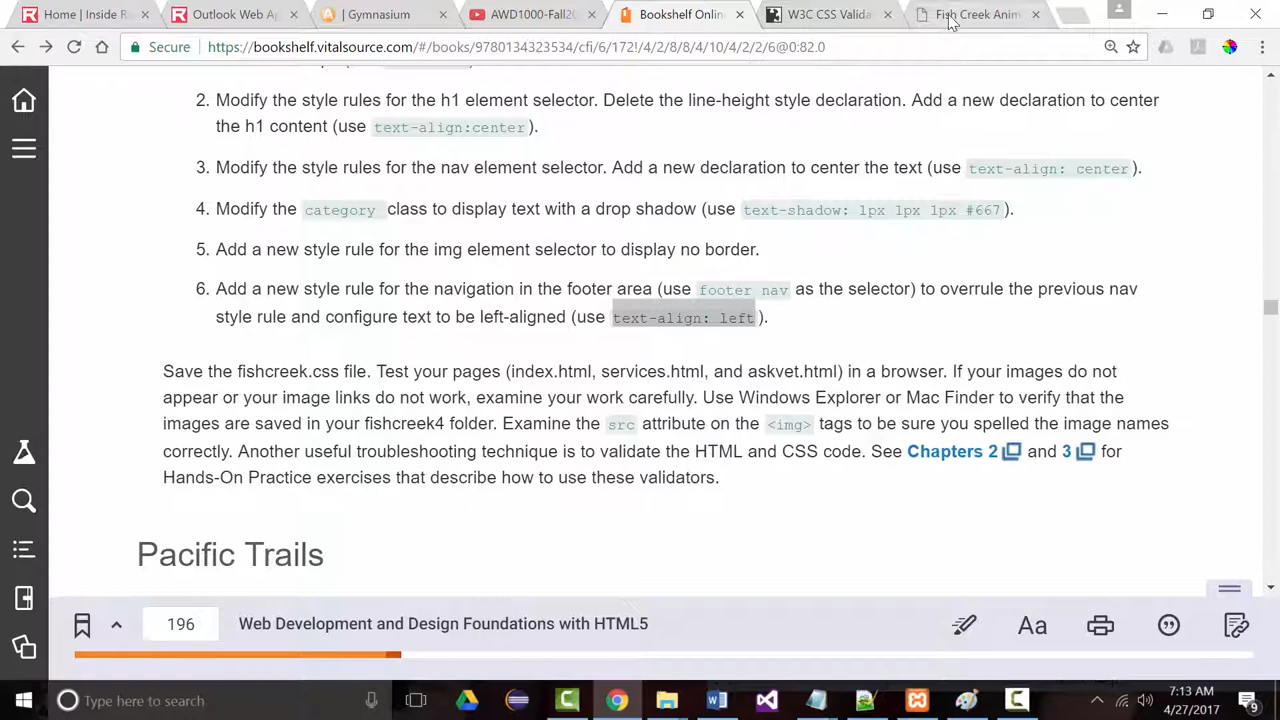 Home | Inside R
Outlook Web Ap
| Gymnasium
AWD1000-Fall20
Bookshelf Online
W3C CSS Valida
Fish Creek Anim
Secure
https://bookshelf.vitalsource.com/#/books/9780134323534/cfi/6/172!/4/2/8/8/4/10/4/2/2/6@0:82.0
2. Modify the style rules for the h1 element selector. Delete the line-height style declaration. Add a new declaration to center
the h1 content (use text-align:center).
3. Modify the style rules for the nav element selector. Add a new declaration to center the text (use text-align: center).
4. Modify the category class to display text with a drop shadow (use text-shadow: 1px 1px 1px #667).
5. Add a new style rule for the img element selector to display no border.
6. Add a new style rule for the navigation in the footer area (use footer nav as the selector) to overrule the previous nav
style rule and configure text to be left-aligned (use text-align: left).
Save the fishcreek.css file. Test your pages (index.html, services.html, and askvet.html) in a browser. If your images do not
appear or your image links do not work, examine your work carefully. Use Windows Explorer or Mac Finder to verify that the
images are saved in your fishcreek4 folder. Examine the src attribute on the <img> tags to be sure you spelled the image names
correctly. Another useful troubleshooting technique is to validate the HTML and CSS code. See Chapters 2 and 3 for
Hands-On Practice exercises that describe how to use these validators.
Pacific Trails
196
Web Development and Design Foundations with HTML5
Aa
Type here to search
7:13 AM
4/27/2017
9